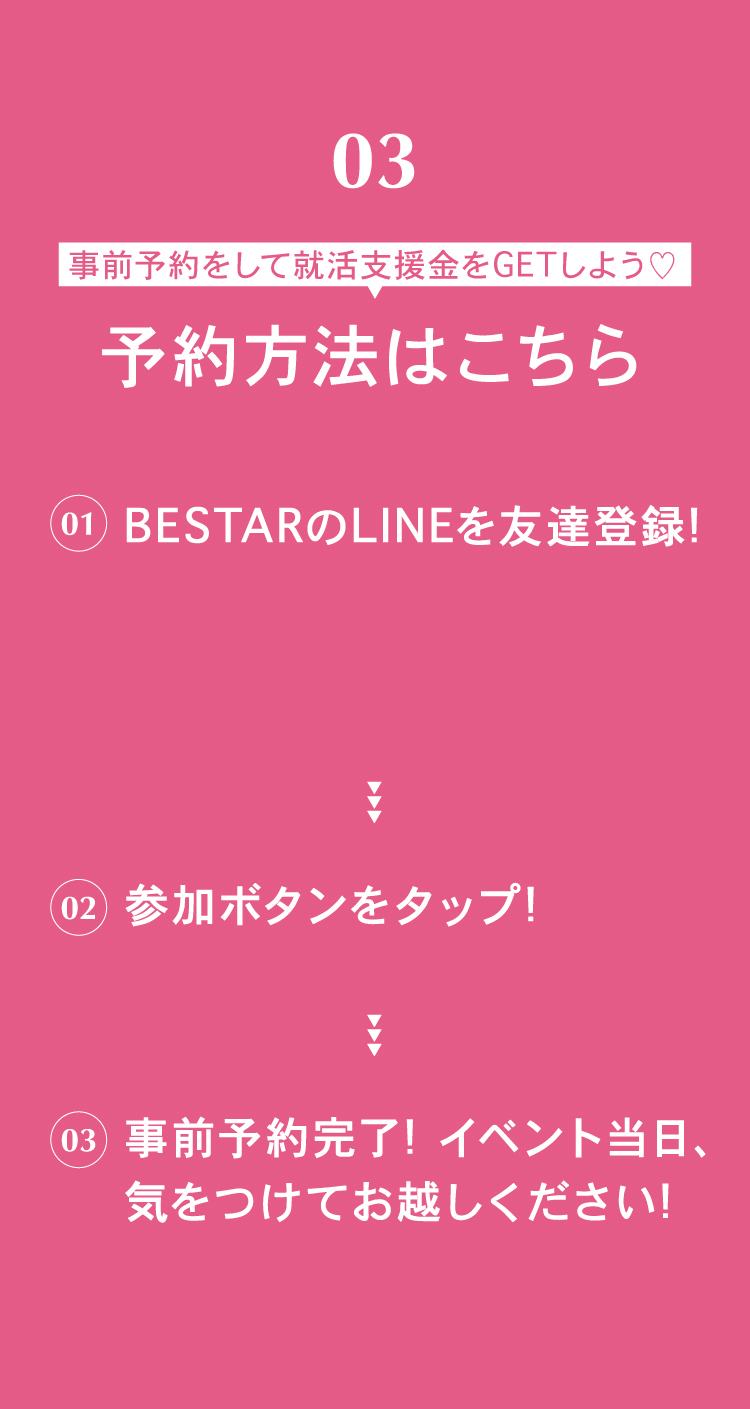 03
事前予約をして就活支援金をGETしよう♡
予約方法はこちら
01 BESTARのLINEを友達登録!
02 参加ボタンをタップ!
03 事前予約完了! イベント当日、
気をつけてお越しください!